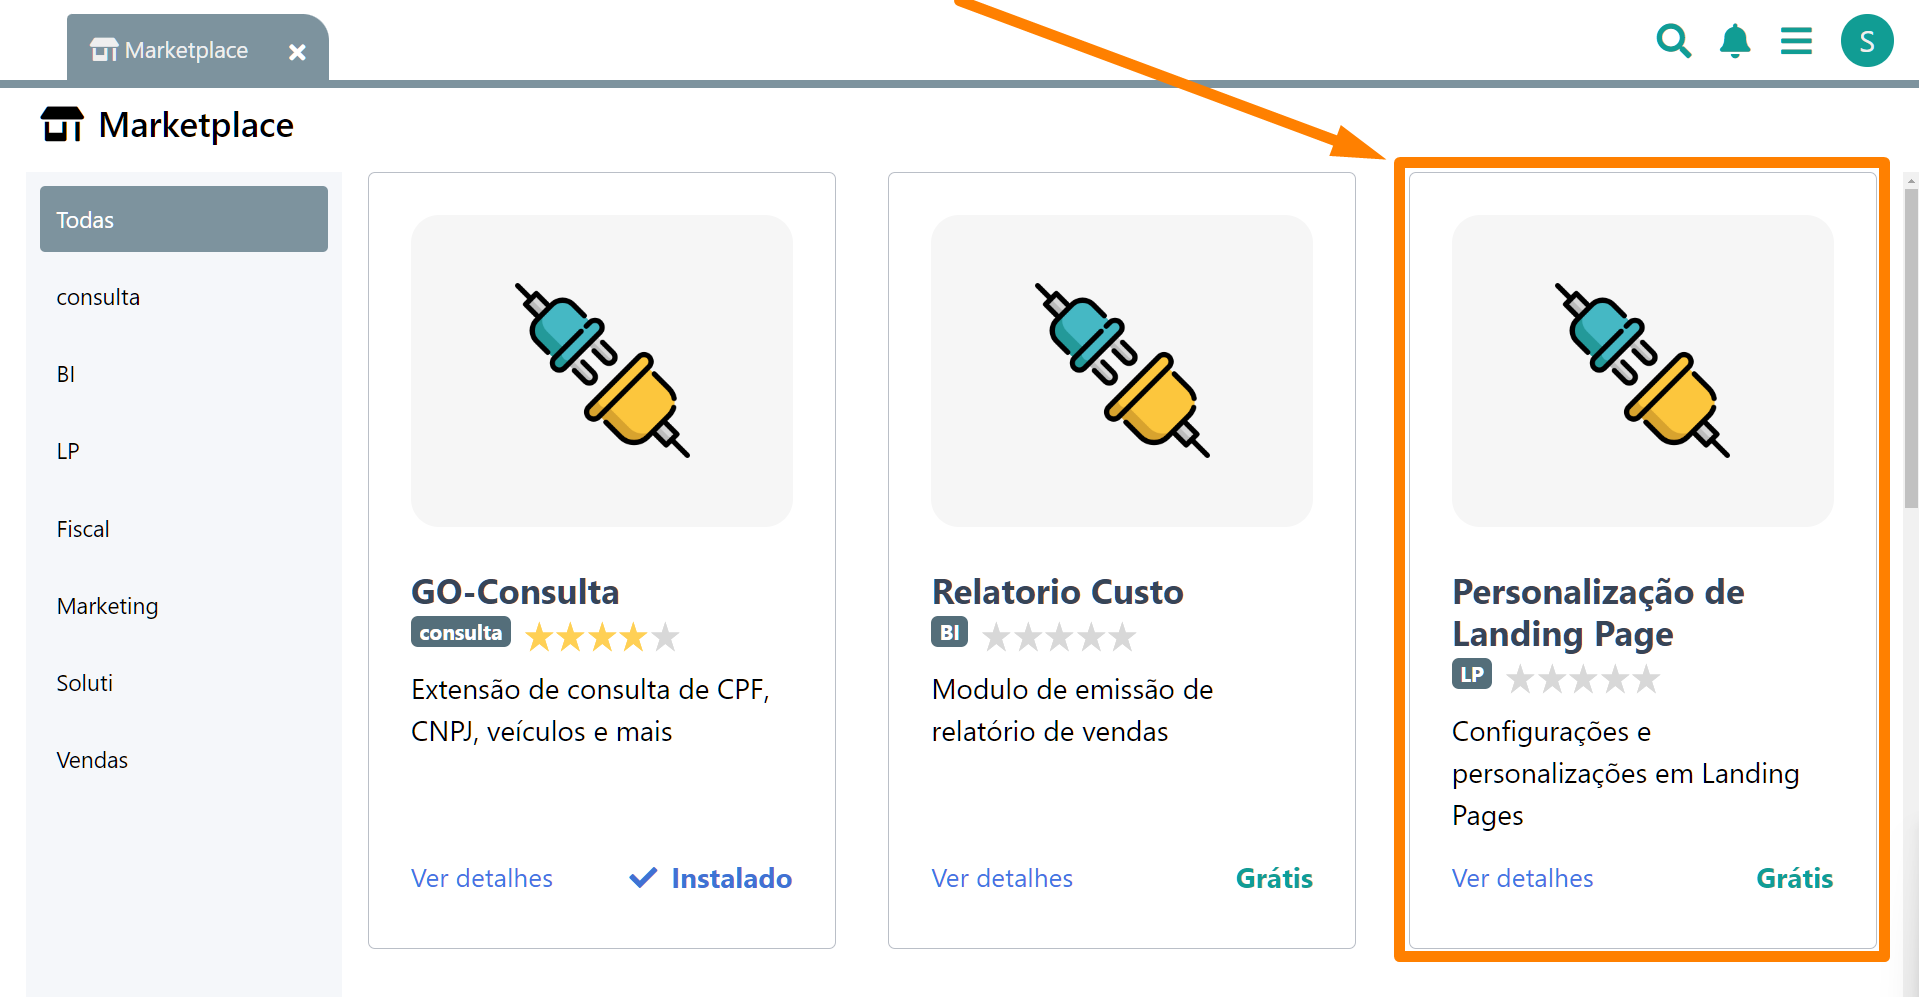 Marketplace
S
Marketplace
Todas
consulta
BI
LP
Fiscal
Marketing
Soluti
Vendas
GO-Consulta
consulta
Extensão de consulta de CPF,
CNPJ, veículos e mais
Ver detalhes
Instalado
Relatorio Custo
BI
Modulo de emissão de
relatório de vendas
Ver detalhes
Grátis
Personalização de
Landing Page
LP
Configurações e
personalizações em Landing
Pages
Ver detalhes
Grátis